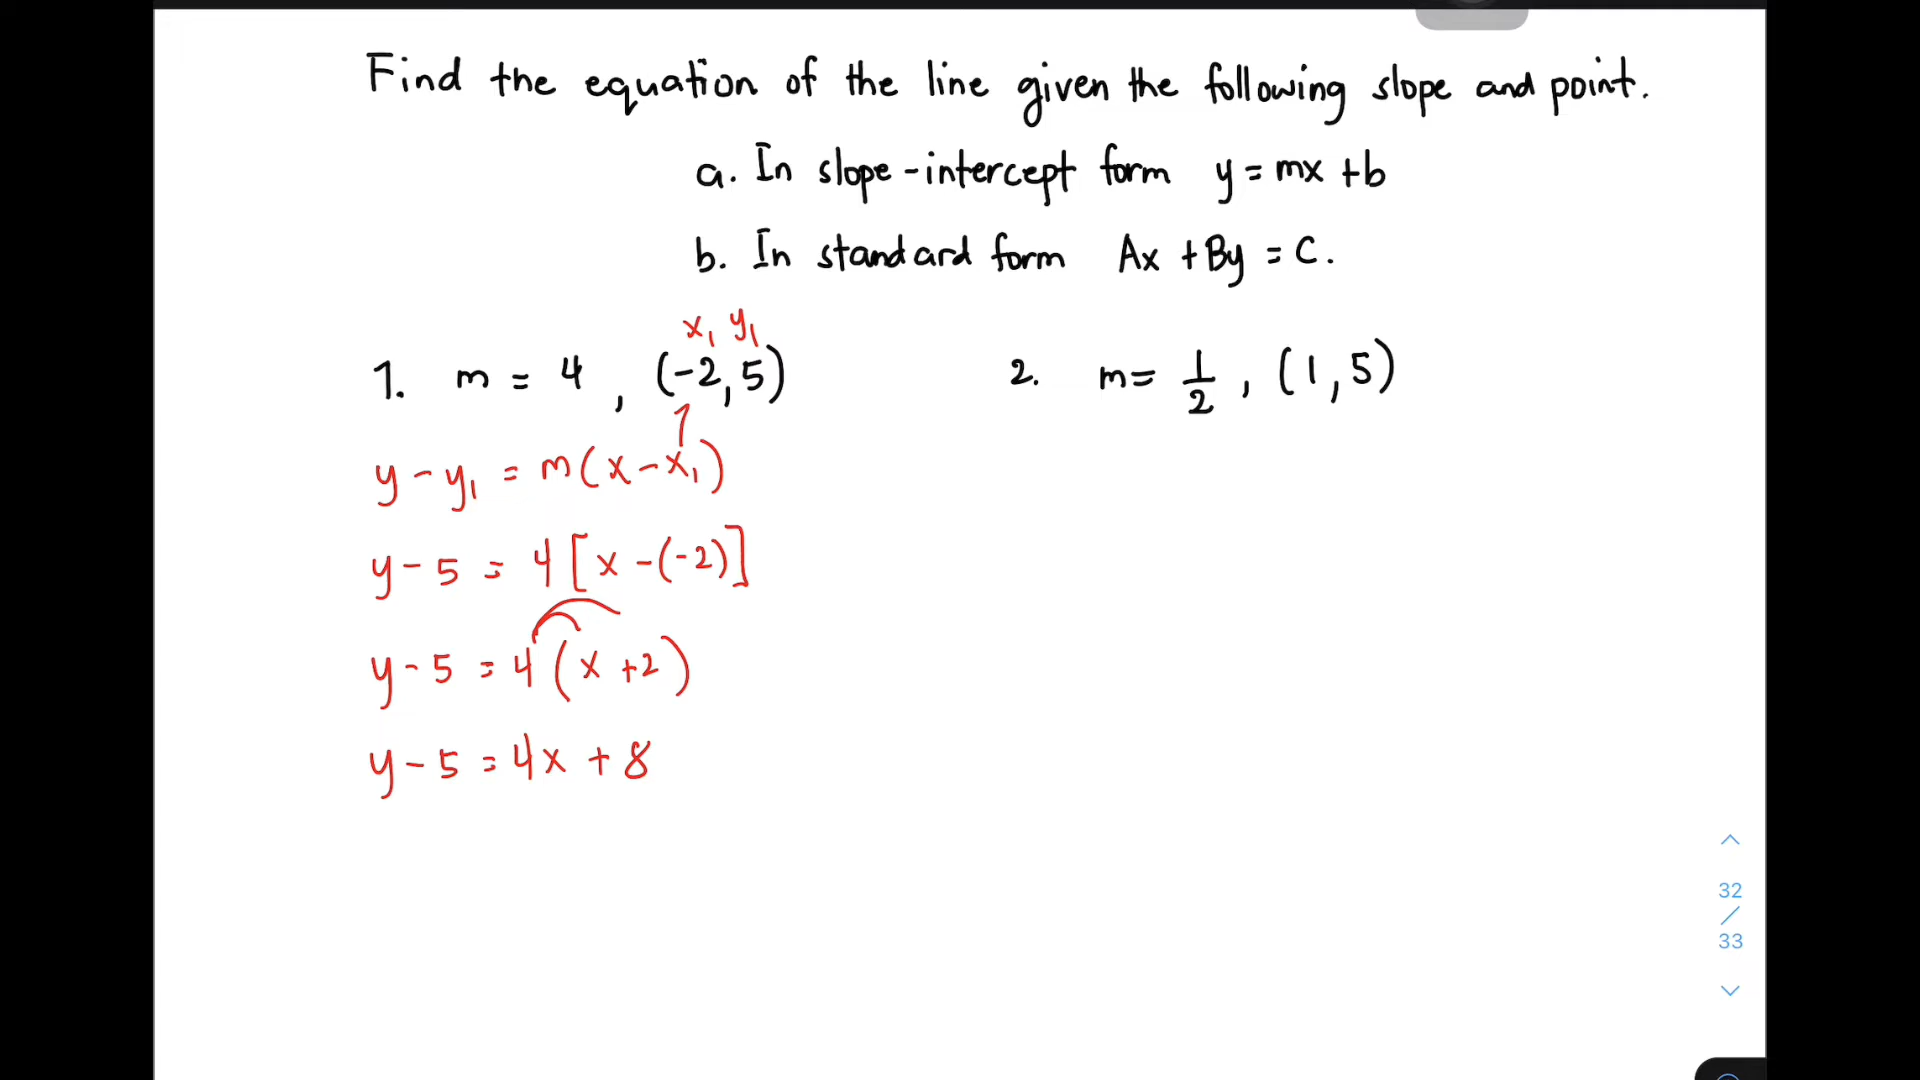 Find the equation of the line given the following slope and point.
a. In slope-intercept form y = mx + b
b. In standard form Ax + By = C.
x₁ y₁
1. m = 4 , (-2, 5)
y - y₁ = m(x - x₁)
y - 5 = 4[x - (-2)]
y - 5 = 4(x + 2)
y - 5 = 4x + 8
2. m = 1/2 , (1, 5)
32
/
33